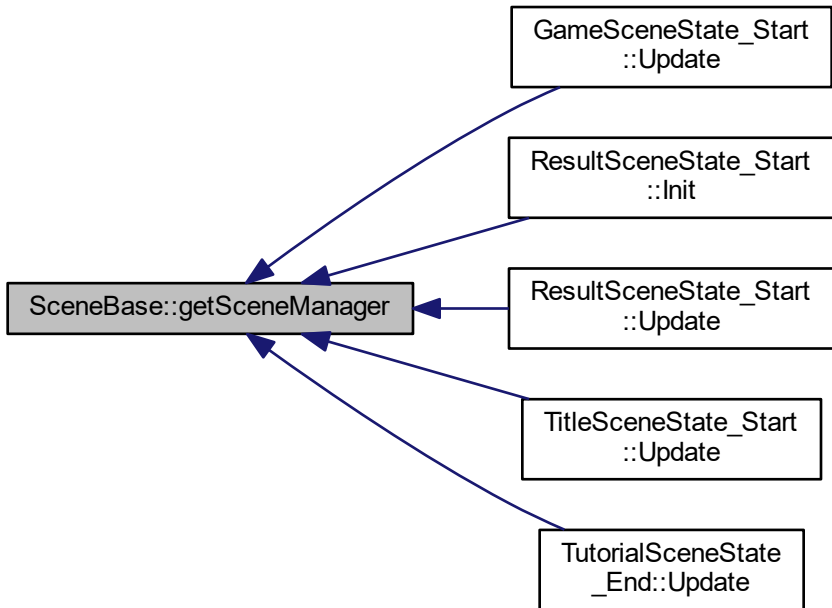 GameSceneState_Start
::Update
ResultSceneState_Start
::Init
SceneBase::getSceneManager
ResultSceneState_Start
::Update
TitleSceneState_Start
::Update
TutorialSceneState
_End::Update